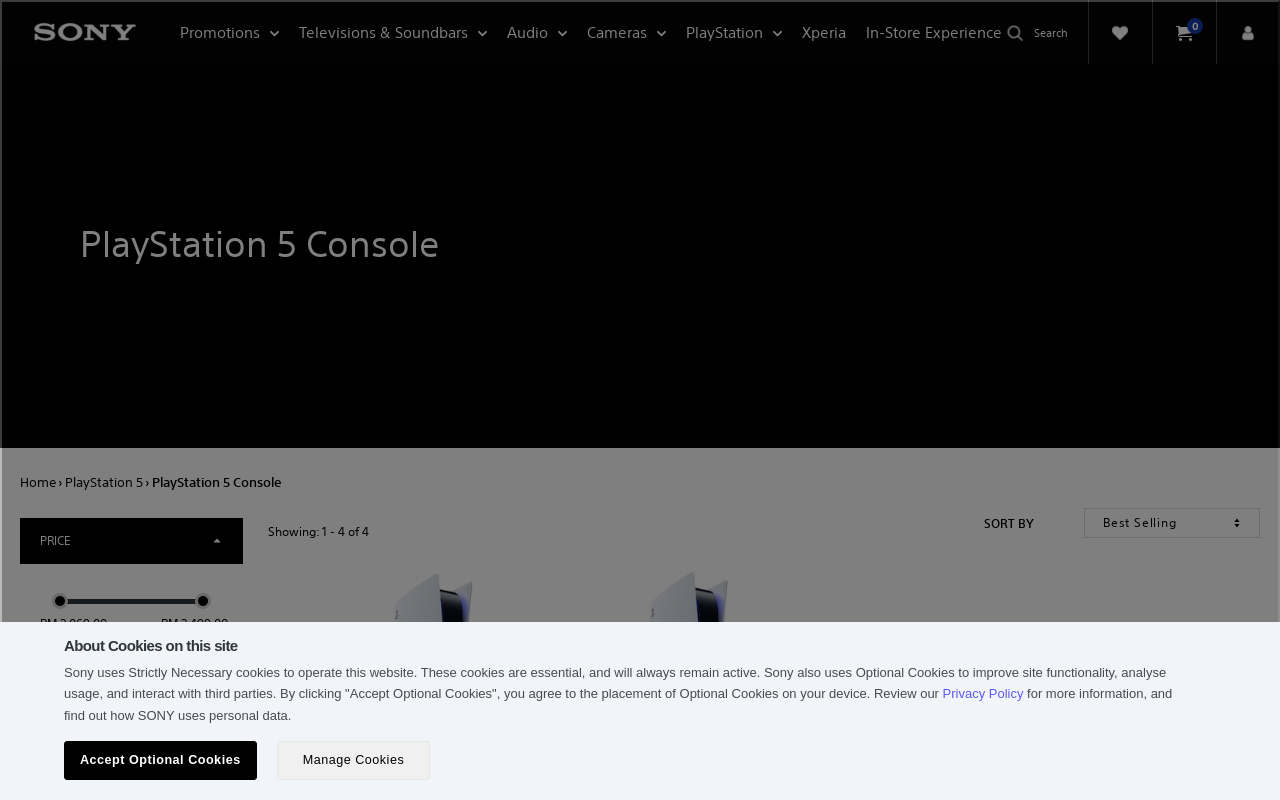 SONY Promotions Televisions & Soundbars Audio Cameras PlayStation Xperia In-Store Experience Search 0
PlayStation 5 Console
Home › PlayStation 5 › PlayStation 5 Console
PRICE
Showing: 1 - 4 of 4
SORT BY
Best Selling
About Cookies on this site
Sony uses Strictly Necessary cookies to operate this website. These cookies are essential, and will always remain active. Sony also uses Optional Cookies to improve site functionality, analyse
usage, and interact with third parties. By clicking "Accept Optional Cookies", you agree to the placement of Optional Cookies on your device. Review our Privacy Policy for more information, and
find out how SONY uses personal data.
Accept Optional Cookies Manage Cookies